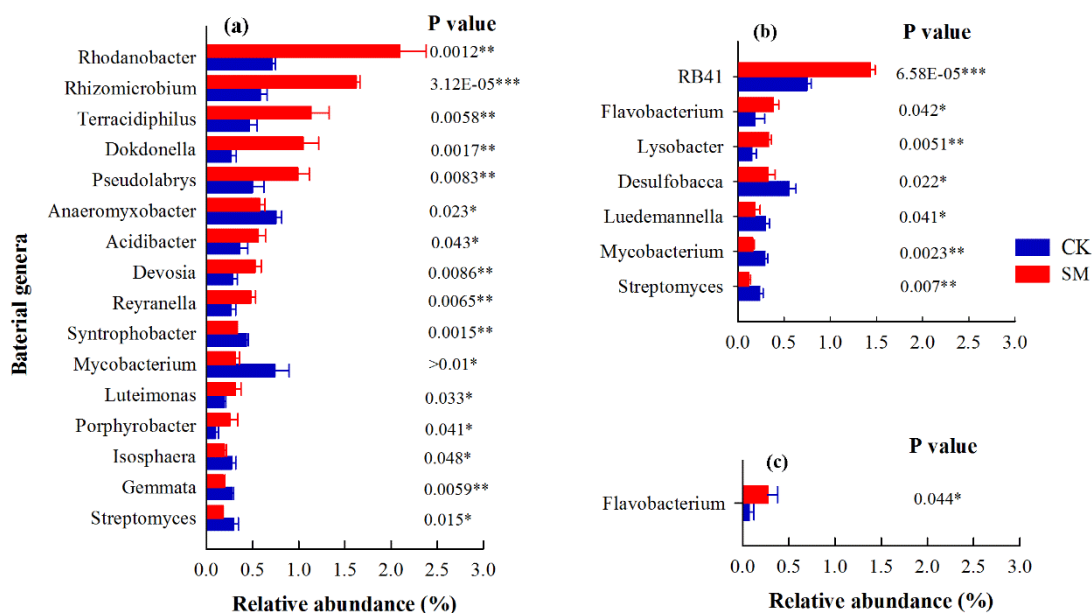 (a)
P value
Baterial genera
Rhodanobacter 0.0012**
Rhizomicrobium 3.12E-05***
Terracidiphilus 0.0058**
Dokdonella 0.0017**
Pseudolabrys 0.0083**
Anaeromyxobacter 0.023*
Acidibacter 0.043*
Devosia 0.0086**
Reyranella 0.0065**
Syntrophobacter 0.0015**
Mycobacterium >0.01*
Luteimonas 0.033*
Porphyrobacter 0.041*
Isosphaera 0.048*
Gemmata 0.0059**
Streptomyces 0.015*
0.0 0.5 1.0 1.5 2.0 2.5 3.0
Relative abundance (%)
(b)
P value
RB41 6.58E-05***
Flavobacterium 0.042*
Lysobacter 0.0051**
Desulfobacca 0.022*
Luedemannella 0.041*
Mycobacterium 0.0023**
Streptomyces 0.007**
0.0 0.5 1.0 1.5 2.0 2.5 3.0
CK
SM
(c)
P value
Flavobacterium 0.044*
0.0 0.5 1.0 1.5 2.0 2.5 3.0
Relative abundance (%)